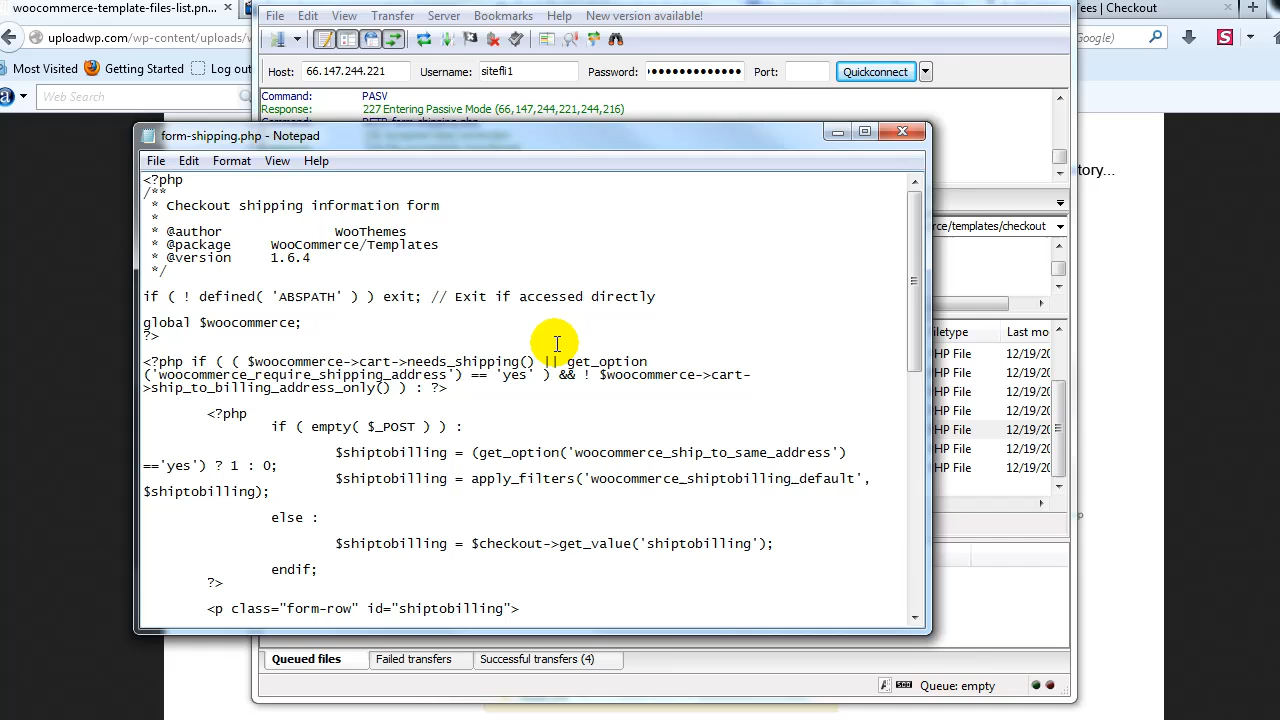 woocommerce-template-files-list.pn...
×
Tees | Checkout
×
+
uploadwp.com/wp-content/uploads/
Google)
Most Visited
Getting Started
Log out
Web Search
File Edit View Transfer Server Bookmarks Help New version available!
Host: 66.147.244.221 Username: sitefli1 Password: •••••••••••••• Port: Quickconnect
Command: PASV
Response: 227 Entering Passive Mode (66,147,244,221,244,216)
form-shipping.php - Notepad
File Edit Format View Help
<?php
/**
* Checkout shipping information form
*
* @author WooThemes
* @package WooCommerce/Templates
* @version 1.6.4
*/
if ( ! defined( 'ABSPATH' ) ) exit; // Exit if accessed directly
global $woocommerce;
?>
<?php if ( ( $woocommerce->cart->needs_shipping() || get_option
('woocommerce_require_shipping_address') == 'yes' ) && ! $woocommerce->cart-
>ship_to_billing_address_only() ) : ?>
<?php
if ( empty( $_POST ) ) :
$shiptobilling = (get_option('woocommerce_ship_to_same_address')
=='yes') ? 1 : 0;
$shiptobilling = apply_filters('woocommerce_shiptobilling_default',
$shiptobilling);
else :
$shiptobilling = $checkout->get_value('shiptobilling');
endif;
?>
<p class="form-row" id="shiptobilling">
tory...
rce/templates/checkout
iletype Last mo
HP File 12/19/20
HP File 12/19/20
HP File 12/19/20
HP File 12/19/20
HP File 12/19/20
HP File 12/19/20
HP File 12/19/20
Queued files Failed transfers Successful transfers (4)
Queue: empty